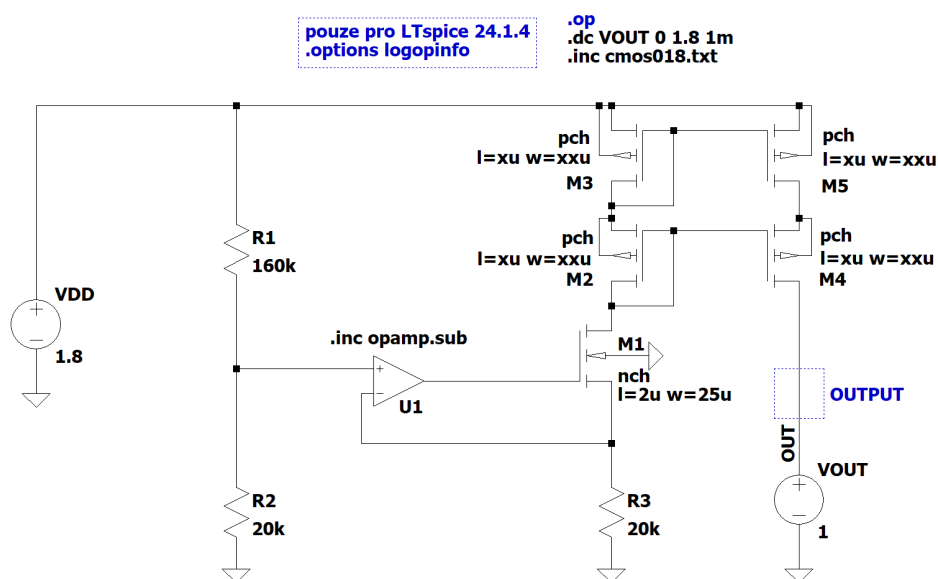 pouze pro LTspice 24.1.4
.options logopinfo
.op
.dc VOUT 0 1.8 1m
.inc cmos018.txt
pch
l=xu w=xxu
M3
pch
l=xu w=xxu
M5
R1
160k
pch
l=xu w=xxu
M2
pch
l=xu w=xxu
M4
VDD
1.8
.inc opamp.sub
+
-
U1
M1
nch
l=2u w=25u
OUTPUT
OUT
VOUT
1
R2
20k
R3
20k